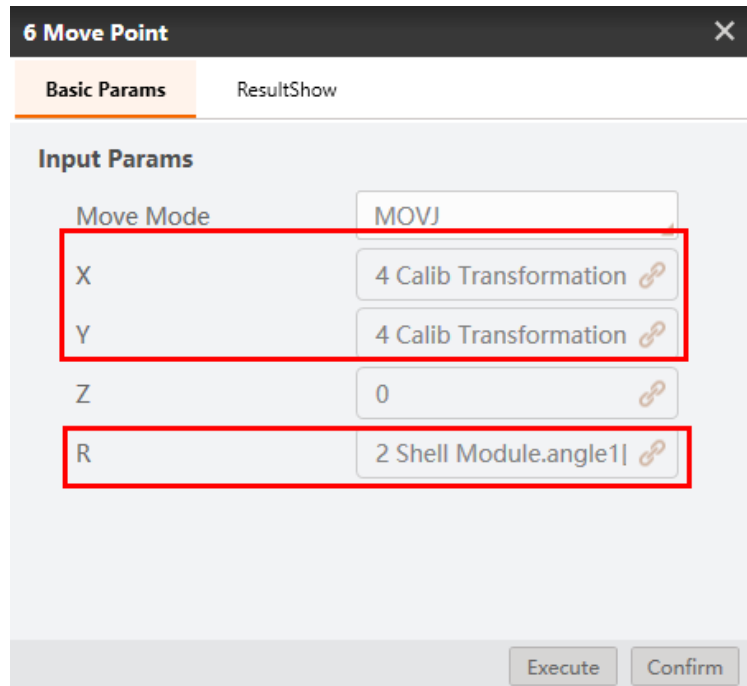 6 Move Point
Basic Params ResultShow
Input Params
Move Mode MOVJ
X 4 Calib Transformation
Y 4 Calib Transformation
Z 0
R 2 Shell Module.angle1|
Execute Confirm